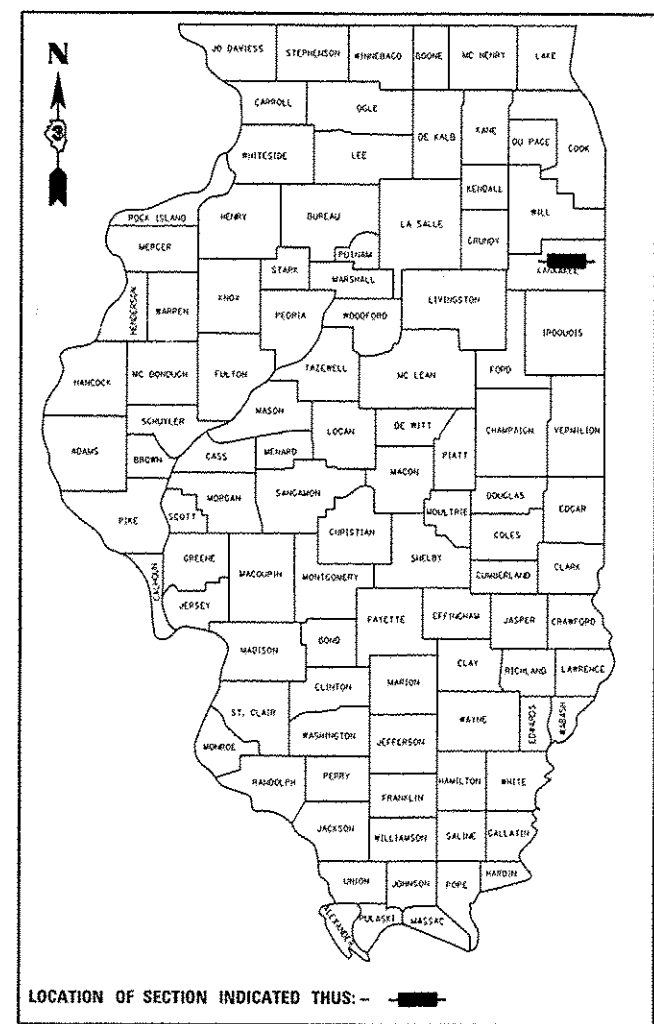 N
JO DAVIESS STEPHENSON WINNEBAGO BOONE MC HENRY LAKE
CARROLL OGLE DE KALB KANE DU PAGE COOK
WHITESIDE LEE
KENDALL WILL
ROCK ISLAND HENRY BUREAU LA SALLE GRUNDY
MERCER PUTNAM KANKAKEE
STARK MARSHALL
HENDERSON WARREN KNOX PEORIA WOODFORD LIVINGSTON IROQUOIS
HANCOCK MC DONOUGH FULTON TAZEWELL MC LEAN FORD
SCHUYLER MASON LOGAN DE WITT CHAMPAIGN VERMILION
ADAMS BROWN CASS MENARD MACON PIATT
PIKE SCOTT MORGAN SANGAMON CHRISTIAN MOULTRIE DOUGLAS EDGAR
COLES
CALHOUN GREENE MACOUPIN MONTGOMERY SHELBY CUMBERLAND CLARK
JERSEY FAYETTE EFFINGHAM JASPER CRAWFORD
MADISON BOND CLAY RICHLAND LAWRENCE
CLINTON MARION
ST. CLAIR WASHINGTON JEFFERSON WAYNE EDWARDS WABASH
MONROE
RANDOLPH PERRY FRANKLIN HAMILTON WHITE
JACKSON WILLIAMSON SALINE GALLATIN
UNION JOHNSON POPE HARDIN
ALEXANDER PULASKI MASSAC
LOCATION OF SECTION INDICATED THUS: -